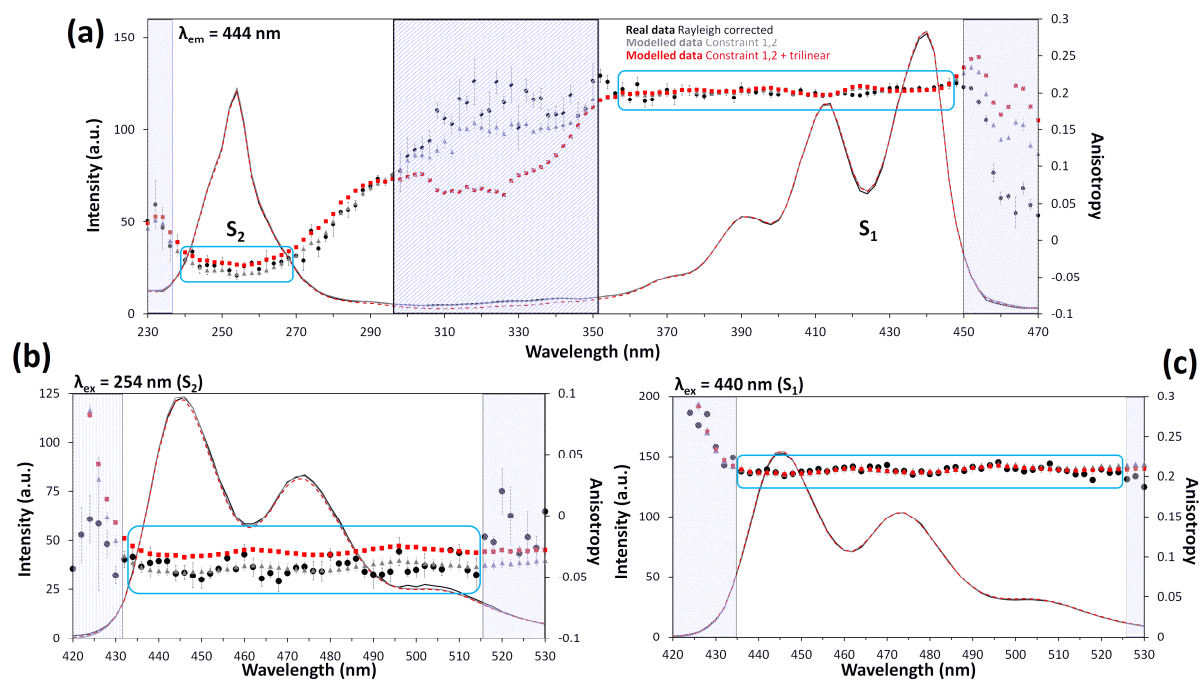 (a)
λem = 444 nm
Real data Rayleigh corrected
Modelled data Constraint 1,2
Modelled data Constraint 1,2 + trilinear
Intensity (a.u.)
150
100
50
0
0.3
0.25
0.2
0.15
0.1
0.05
0
-0.05
-0.1
Anisotropy
S2
S1
230 250 270 290 310 330 350 370 390 410 430 450 470
Wavelength (nm)
(b)
λex = 254 nm (S2)
Intensity (a.u.)
125
100
75
50
25
0
0.1
0.05
0
-0.05
-0.1
Anisotropy
420 430 440 450 460 470 480 490 500 510 520 530
Wavelength (nm)
(c)
λex = 440 nm (S1)
Intensity (a.u.)
200
150
100
50
0
0.3
0.25
0.2
0.15
0.1
0.05
0
Anisotropy
420 430 440 450 460 470 480 490 500 510 520 530
Wavelength (nm)